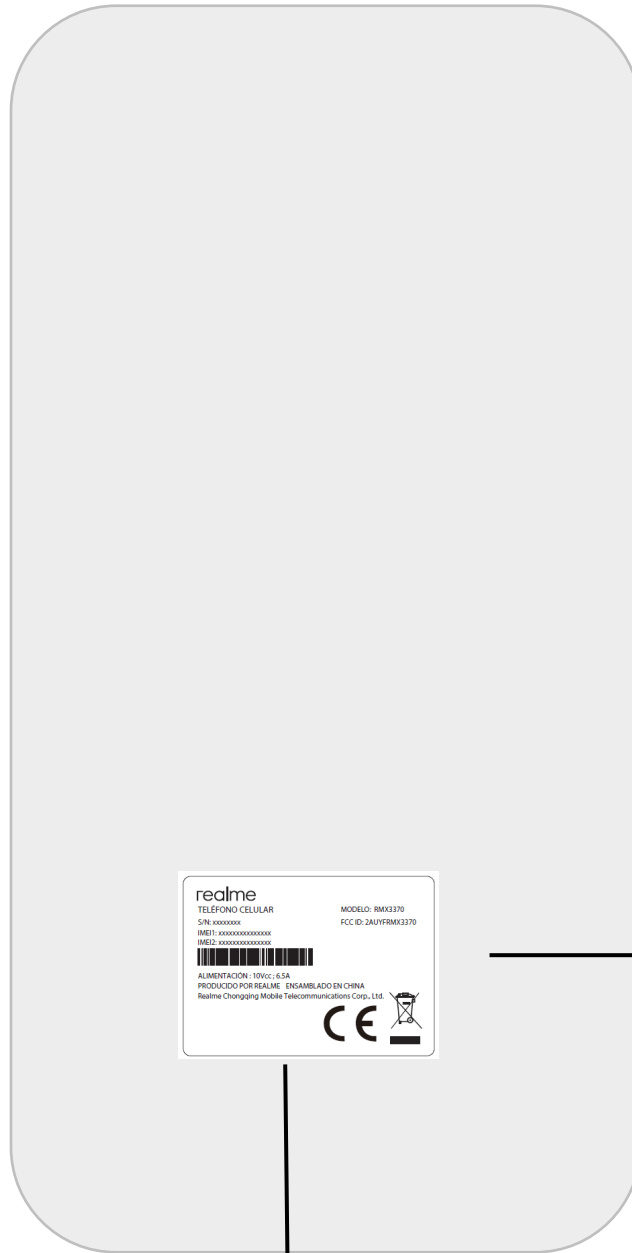 realme
TELÉFONO CELULAR
MODELO: RMX3370
S/N: xxxxxxxx
FCC ID: 2AUYFRMX3370
IMEI1: xxxxxxxxxxxxxxx
IMEI2: xxxxxxxxxxxxxxx
ALIMENTACIÓN : 10Vcc ; 6.5A
PRODUCIDO POR REALME ENSAMBLADO EN CHINA
Realme Chongqing Mobile Telecommunications Corp., Ltd.
CE